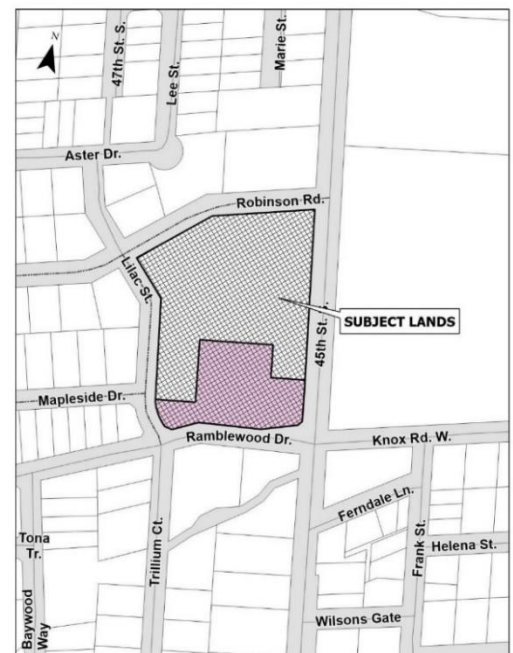 N
47th St. S.
Lee St.
Marie St.
Aster Dr.
Robinson Rd.
Lilac St.
SUBJECT LANDS
45th St.
Mapleside Dr.
Ramblewood Dr.
Knox Rd. W.
Ferndale Ln.
Frank St.
Helena St.
Tona
Tr.
Trillium Ct.
Baywood
Way
Wilsons Gate